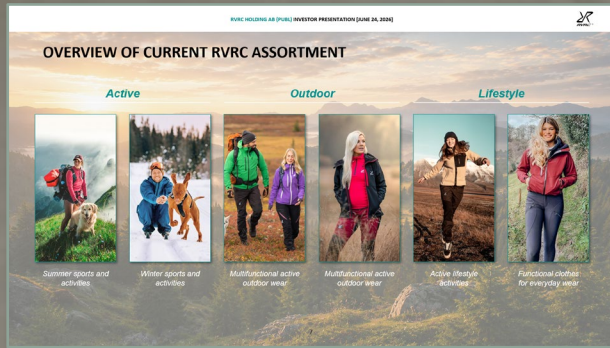 RVRC HOLDING AB (PUBL) INVESTOR PRESENTATION [JUNE 24, 2026]
OVERVIEW OF CURRENT RVRC ASSORTMENT
Active
Outdoor
Lifestyle
Summer sports and
activities
Winter sports and
activities
Multifunctional active
outdoor wear
Multifunctional active
outdoor wear
Active lifestyle
activities
Functional clothes
for everyday wear